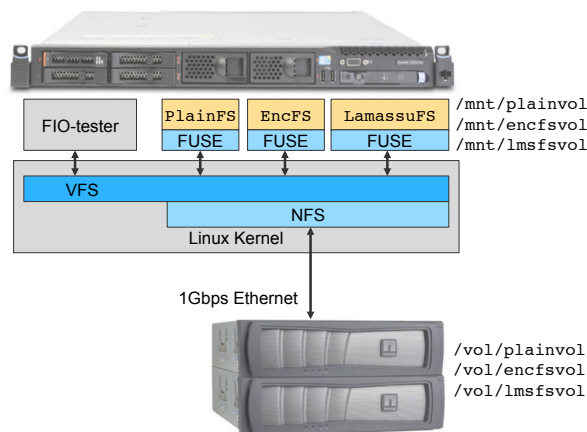 FIO-tester
PlainFS
EncFS
LamassuFS
FUSE
FUSE
FUSE
/mnt/plainvol
/mnt/encfsvol
/mnt/lmsfsvol
VFS
NFS
Linux Kernel
1Gbps Ethernet
/vol/plainvol
/vol/encfsvol
/vol/lmsfsvol